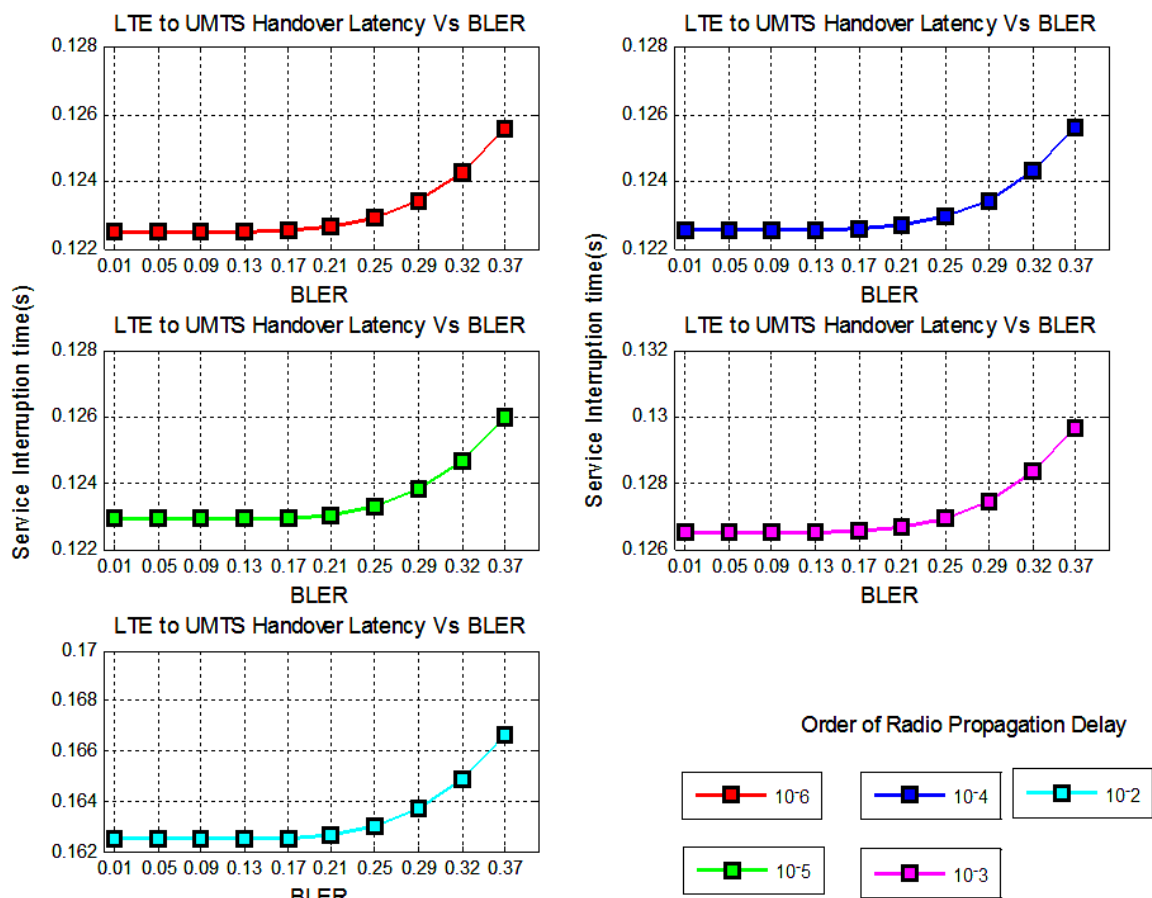 LTE to UMTS Handover Latency Vs BLER
0.128
0.126
0.124
0.122
0.01 0.05 0.09 0.13 0.17 0.21 0.25 0.29 0.32 0.37
BLER
LTE to UMTS Handover Latency Vs BLER
0.128
0.126
0.124
0.122
0.01 0.05 0.09 0.13 0.17 0.21 0.25 0.29 0.32 0.37
BLER
Service Interruption time(s)
Service Interruption time(s)
LTE to UMTS Handover Latency Vs BLER
0.128
0.126
0.124
0.122
0.01 0.05 0.09 0.13 0.17 0.21 0.25 0.29 0.32 0.37
BLER
LTE to UMTS Handover Latency Vs BLER
0.132
0.13
0.128
0.126
0.01 0.05 0.09 0.13 0.17 0.21 0.25 0.29 0.32 0.37
BLER
LTE to UMTS Handover Latency Vs BLER
0.17
0.168
0.166
0.164
0.162
0.01 0.05 0.09 0.13 0.17 0.21 0.25 0.29 0.32 0.37
BLER
Order of Radio Propagation Delay
10⁻⁶
10⁻⁴
10⁻²
10⁻⁵
10⁻³